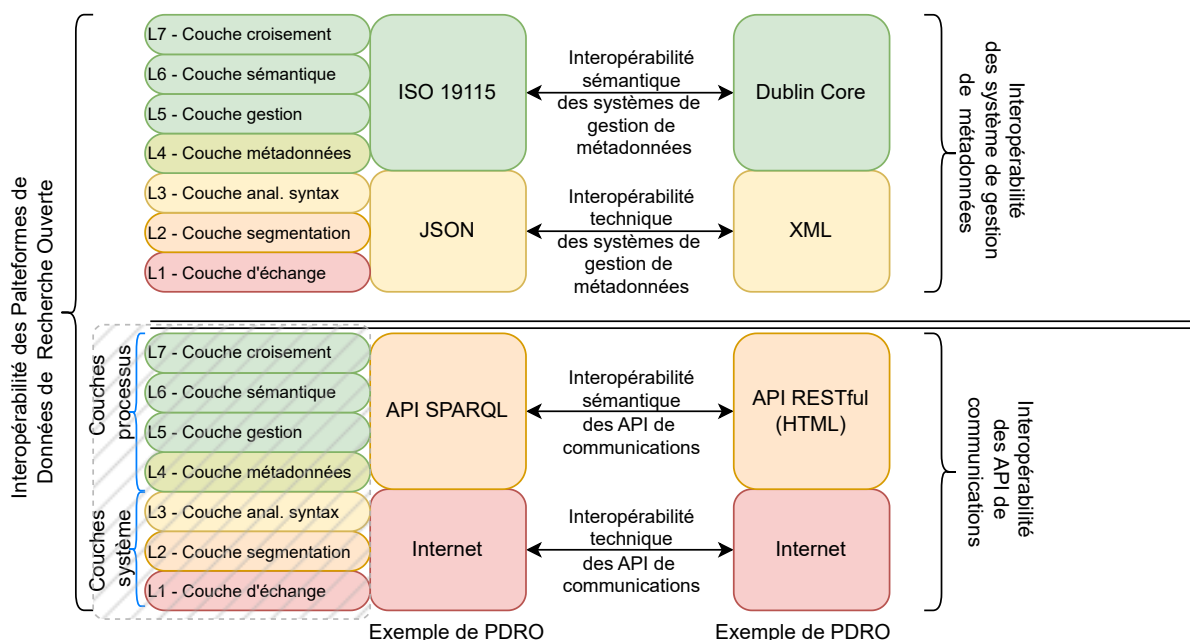 Interopérabilité des Palteformes de
Données de Recherche Ouverte
L7 - Couche croisement
L6 - Couche sémantique
L5 - Couche gestion
L4 - Couche métadonnées
L3 - Couche anal. syntax
L2 - Couche segmentation
L1 - Couche d'échange
ISO 19115
JSON
Interopérabilité
sémantique
des systèmes de
gestion de
métadonnées
Interopérabilité
technique
des systèmes de
gestion de
métadonnées
Dublin Core
XML
Interopérabilité
des système de gestion
de métadonnées
Couches
processus
Couches
système
L7 - Couche croisement
L6 - Couche sémantique
L5 - Couche gestion
L4 - Couche métadonnées
L3 - Couche anal. syntax
L2 - Couche segmentation
L1 - Couche d'échange
API SPARQL
Internet
Interopérabilité
sémantique
des API de
communications
Interopérabilité
technique
des API de
communications
API RESTful
(HTML)
Internet
Interopérabilité
des API de
communications
Exemple de PDRO
Exemple de PDRO